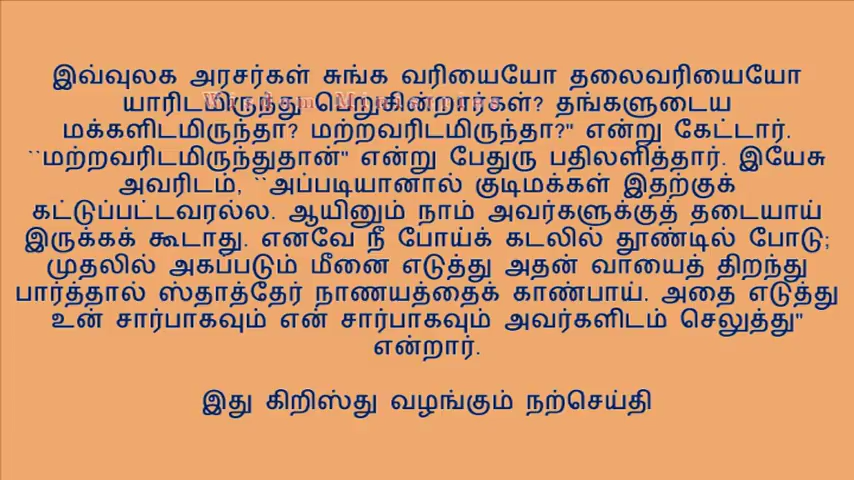 இவ்வுலக அரசர்கள் சுங்க வரியையோ தலைவரியையோ
யாரிடமிருந்து பெறுகின்றார்கள்? தங்களுடைய
மக்களிடமிருந்தா? மற்றவரிடமிருந்தா?" என்று கேட்டார்.
``மற்றவரிடமிருந்துதான்" என்று பேதுரு பதிலளித்தார். இயேசு
அவரிடம், ``அப்படியானால் குடிமக்கள் இதற்குக்
கட்டுப்பட்டவரல்ல. ஆயினும் நாம் அவர்களுக்குத் தடையாய்
இருக்கக் கூடாது. எனவே நீ போய்க் கடலில் தூண்டில் போடு;
முதலில் அகப்படும் மீனை எடுத்து அதன் வாயைத் திறந்து
பார்த்தால் ஸ்தாத்தேர் நாணயத்தைக் காண்பாய். அதை எடுத்து
உன் சார்பாகவும் என் சார்பாகவும் அவர்களிடம் செலுத்து"
என்றார்.
இது கிறிஸ்து வழங்கும் நற்செய்தி